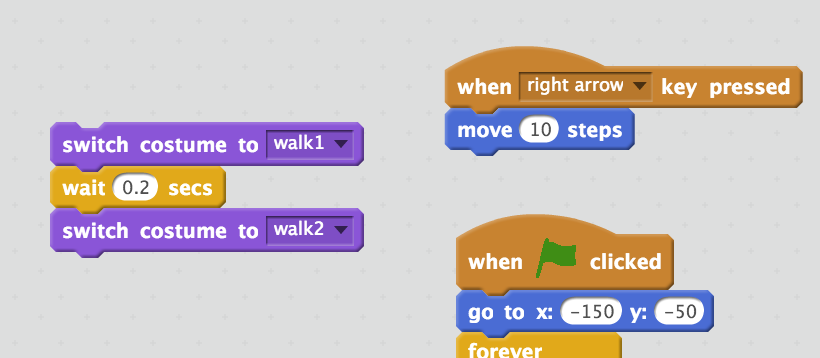 switch costume to walk1
wait 0.2 secs
switch costume to walk2
when right arrow key pressed
move 10 steps
when clicked
go to x: -150 y: -50
forever